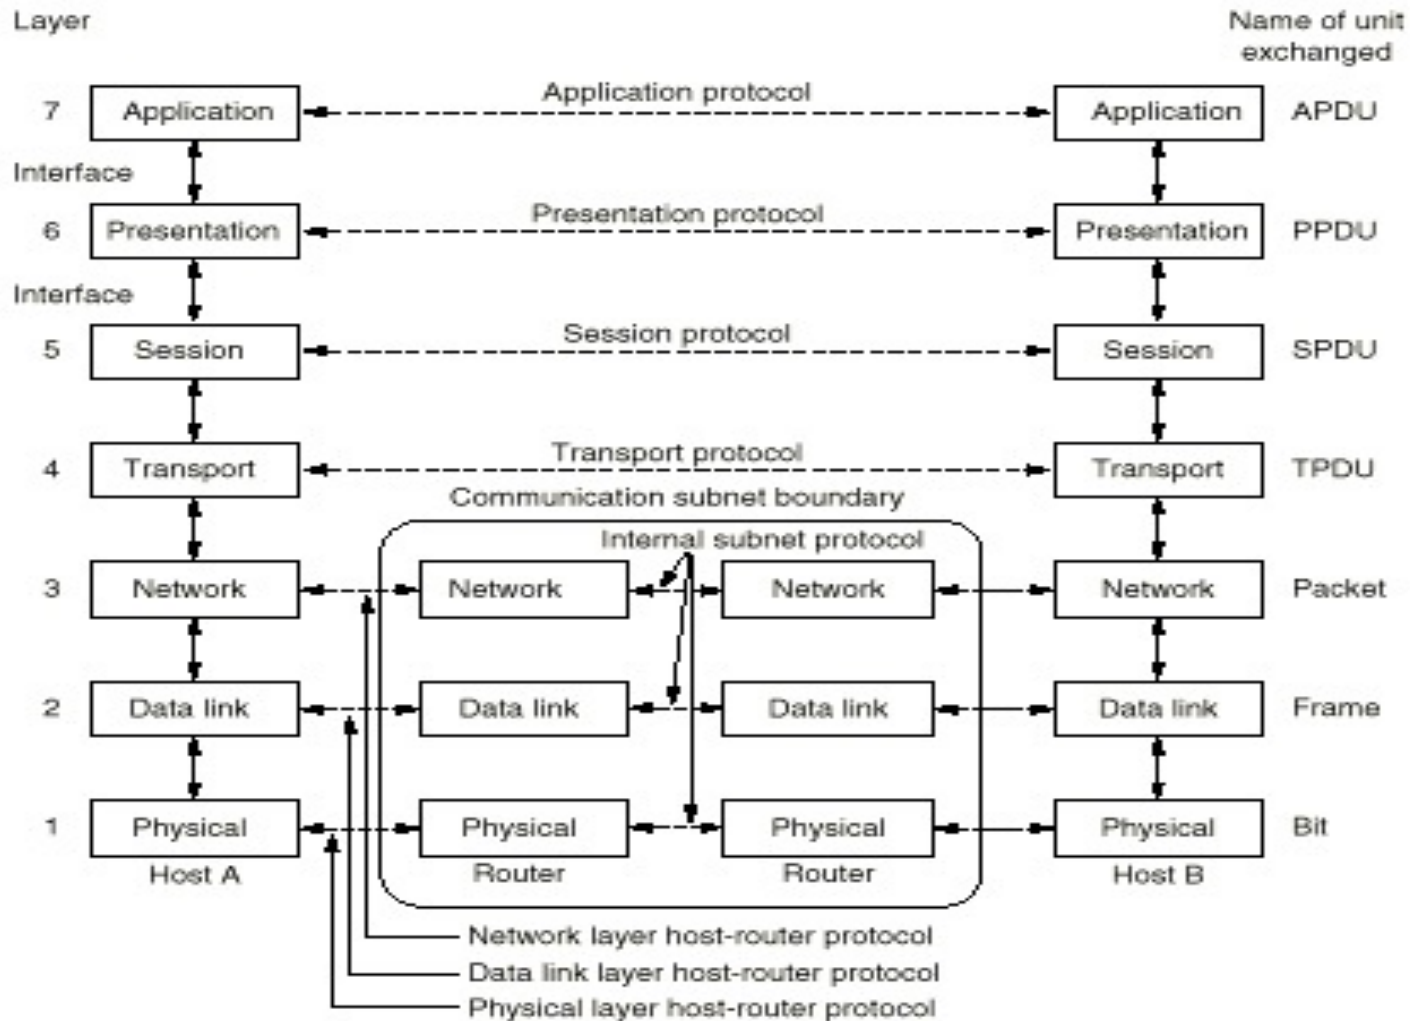 Layer
Name of unit
exchanged
7 Application Application protocol Application APDU
Interface
6 Presentation Presentation protocol Presentation PPDU
Interface
5 Session Session protocol Session SPDU
4 Transport Transport protocol Transport TPDU
Communication subnet boundary
Internal subnet protocol
3 Network Network Network Network Packet
2 Data link Data link Data link Data link Frame
1 Physical Physical Physical Physical Bit
Host A Router Router Host B
Network layer host-router protocol
Data link layer host-router protocol
Physical layer host-router protocol